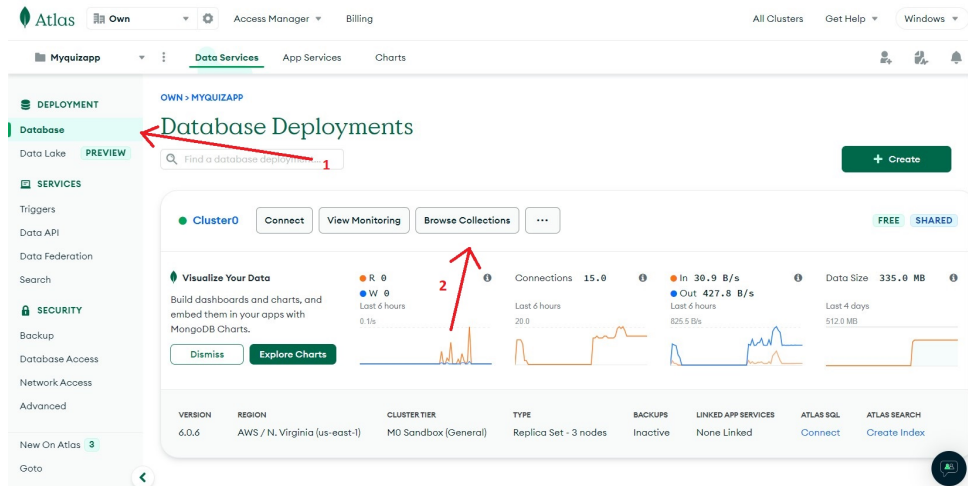 Atlas
Own
Access Manager
Billing
All Clusters
Get Help
Windows
Myquizapp
Data Services
App Services
Charts
DEPLOYMENT
Database
Data Lake PREVIEW
SERVICES
Triggers
Data API
Data Federation
Search
SECURITY
Backup
Database Access
Network Access
Advanced
New On Atlas 3
Goto
OWN > MYQUIZAPP
Database Deployments
Find a database deployment...
1
+ Create
Cluster0
Connect
View Monitoring
Browse Collections
...
FREE
SHARED
2
Visualize Your Data
Build dashboards and charts, and
embed them in your apps with
MongoDB Charts.
Dismiss
Explore Charts
R 0
W 0
Last 6 hours
0.1/s
Connections 15.0
Last 6 hours
20.0
In 30.9 B/s
Out 427.8 B/s
Last 6 hours
825.5 B/s
Data Size 335.0 MB
Last 4 days
512.0 MB
VERSION
6.0.6
REGION
AWS / N. Virginia (us-east-1)
CLUSTER TIER
M0 Sandbox (General)
TYPE
Replica Set - 3 nodes
BACKUPS
Inactive
LINKED APP SERVICES
None Linked
ATLAS SQL
Connect
ATLAS SEARCH
Create Index